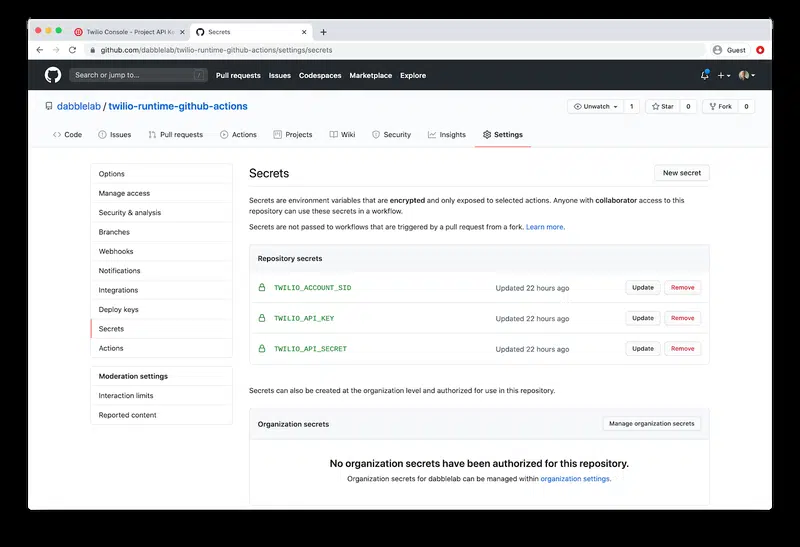 Twilio Console - Project API Ke
Secrets
github.com/dabblelab/twilio-runtime-github-actions/settings/secrets
Guest
Search or jump to...
/
Pull requests
Issues
Codespaces
Marketplace
Explore
dabblelab / twilio-runtime-github-actions
Unwatch
1
Star
0
Fork
0
Code
Issues
Pull requests
Actions
Projects
Wiki
Security
Insights
Settings
Options
Manage access
Security & analysis
Branches
Webhooks
Notifications
Integrations
Deploy keys
Secrets
Actions
Moderation settings
Interaction limits
Reported content
Secrets
New secret
Secrets are environment variables that are encrypted and only exposed to selected actions. Anyone with collaborator access to this
repository can use these secrets in a workflow.
Secrets are not passed to workflows that are triggered by a pull request from a fork. Learn more.
Repository secrets
TWILIO_ACCOUNT_SID
Updated 22 hours ago
Update
Remove
TWILIO_API_KEY
Updated 22 hours ago
Update
Remove
TWILIO_API_SECRET
Updated 22 hours ago
Update
Remove
Secrets can also be created at the organization level and authorized for use in this repository.
Organization secrets
Manage organization secrets
No organization secrets have been authorized for this repository.
Organization secrets for dabblelab can be managed within organization settings.